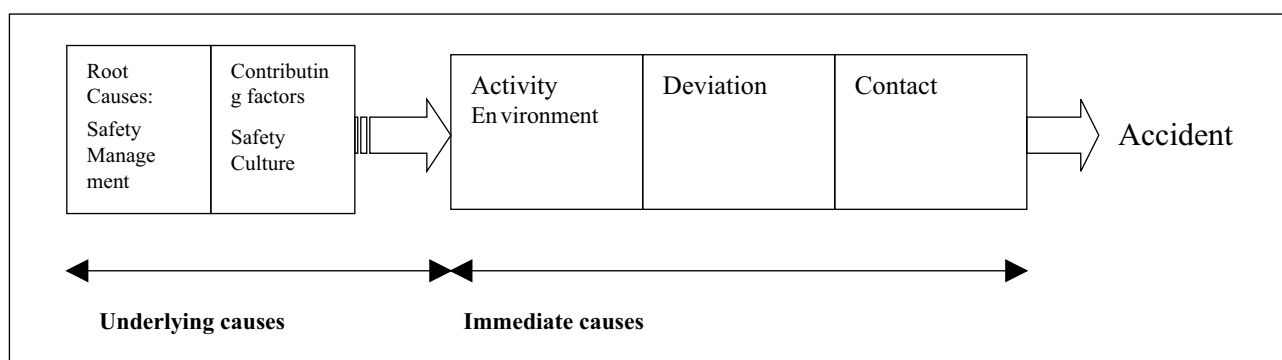 Root
Causes:
Safety
Manage
ment
Contributin
g factors
Safety
Culture
Activity
En vironment
Deviation
Contact
Accident
Underlying causes
Immediate causes